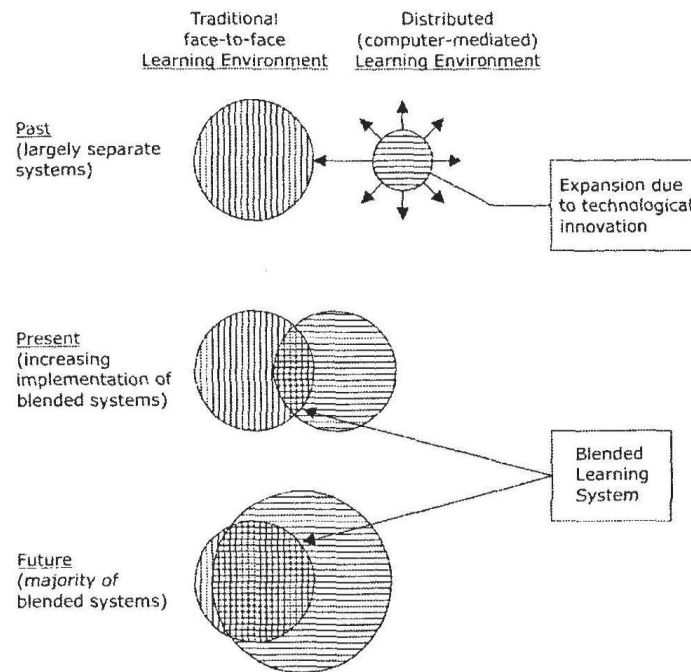 Traditional
face-to-face
Learning Environment
Distributed
(computer-mediated)
Learning Environment
Past
(largely separate
systems)
Expansion due
to technological
innovation
Present
(increasing
implementation of
blended systems)
Blended
Learning
System
Future
(majority of
blended systems)